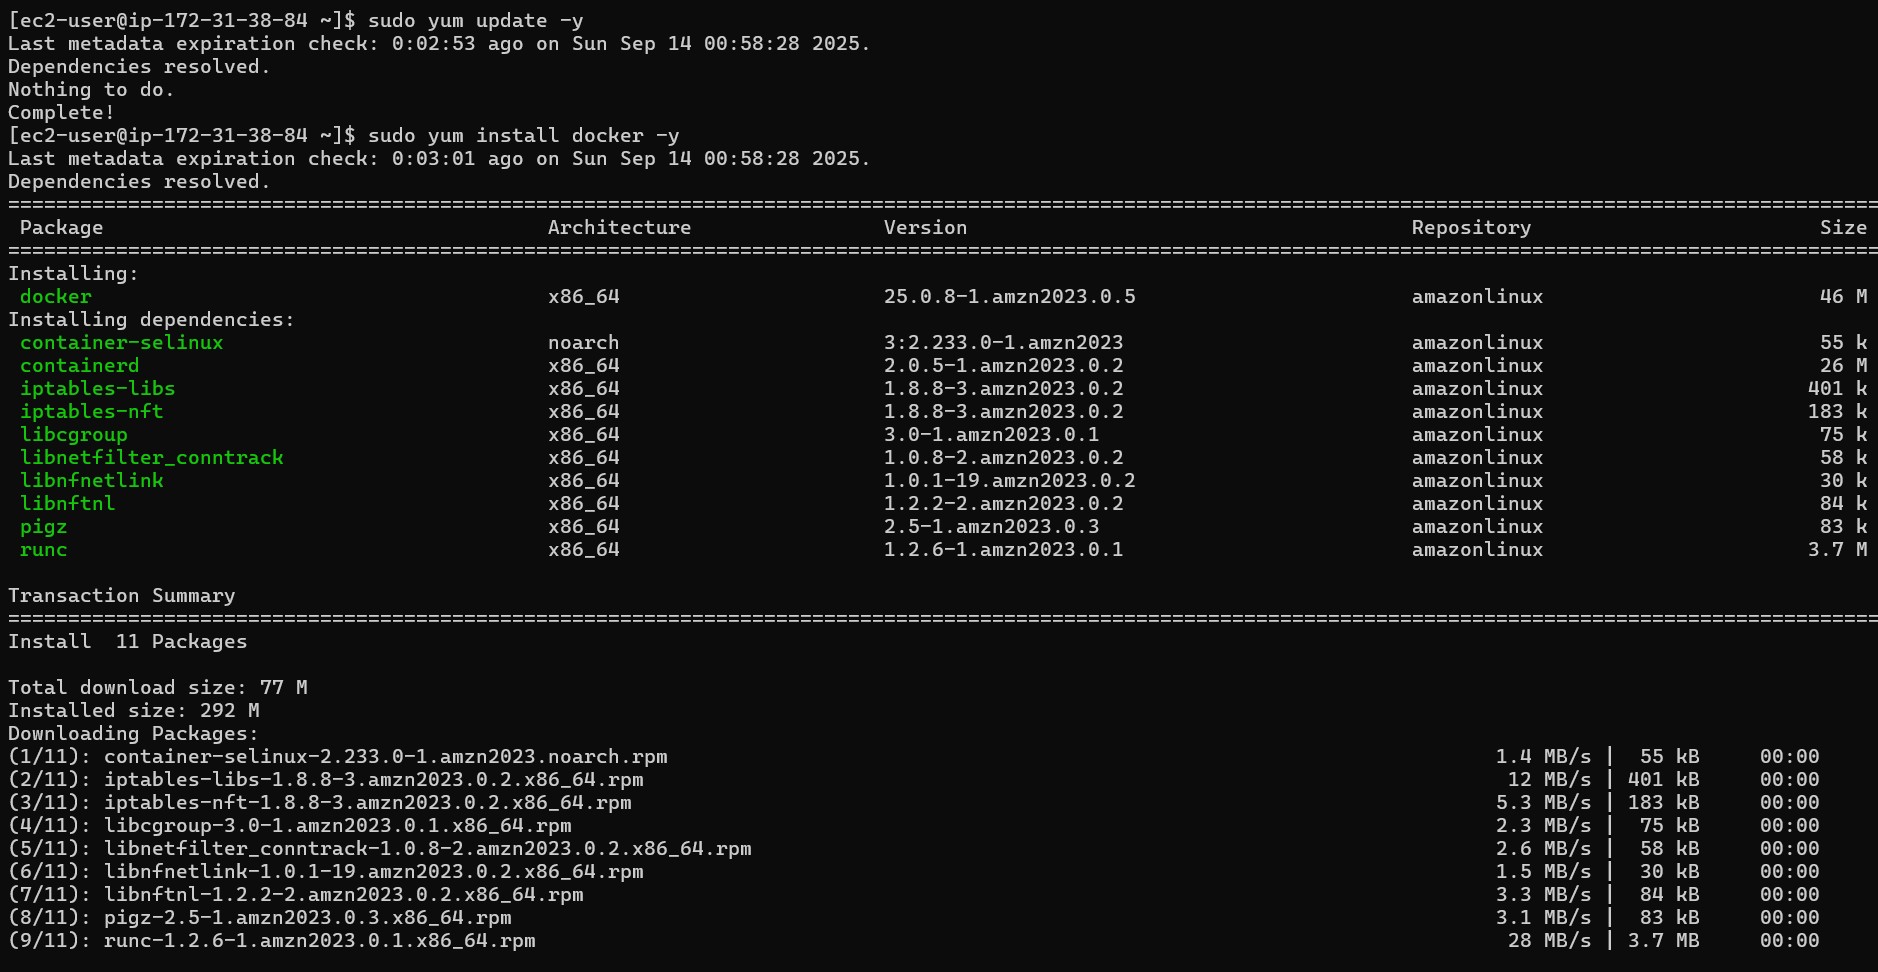 [ec2-user@ip-172-31-38-84 ~]$ sudo yum update -y
Last metadata expiration check: 0:02:53 ago on Sun Sep 14 00:58:28 2025.
Dependencies resolved.
Nothing to do.
Complete!
[ec2-user@ip-172-31-38-84 ~]$ sudo yum install docker -y
Last metadata expiration check: 0:03:01 ago on Sun Sep 14 00:58:28 2025.
Dependencies resolved.
================================================================================
Package Architecture Version Repository Size
================================================================================
Installing:
docker x86_64 25.0.8-1.amzn2023.0.5 amazonlinux 46 M
Installing dependencies:
container-selinux noarch 3:2.233.0-1.amzn2023 amazonlinux 55 k
containerd x86_64 2.0.5-1.amzn2023.0.2 amazonlinux 26 M
iptables-libs x86_64 1.8.8-3.amzn2023.0.2 amazonlinux 401 k
iptables-nft x86_64 1.8.8-3.amzn2023.0.2 amazonlinux 183 k
libcgroup x86_64 3.0-1.amzn2023.0.1 amazonlinux 75 k
libnetfilter_conntrack x86_64 1.0.8-2.amzn2023.0.2 amazonlinux 58 k
libnfnetlink x86_64 1.0.1-19.amzn2023.0.2 amazonlinux 30 k
libnftnl x86_64 1.2.2-2.amzn2023.0.2 amazonlinux 84 k
pigz x86_64 2.5-1.amzn2023.0.3 amazonlinux 83 k
runc x86_64 1.2.6-1.amzn2023.0.1 amazonlinux 3.7 M
Transaction Summary
================================================================================
Install  11 Packages
Total download size: 77 M
Installed size: 292 M
Downloading Packages:
(1/11): container-selinux-2.233.0-1.amzn2023.noarch.rpm 1.4 MB/s | 55 kB 00:00
(2/11): iptables-libs-1.8.8-3.amzn2023.0.2.x86_64.rpm 12 MB/s | 401 kB 00:00
(3/11): iptables-nft-1.8.8-3.amzn2023.0.2.x86_64.rpm 5.3 MB/s | 183 kB 00:00
(4/11): libcgroup-3.0-1.amzn2023.0.1.x86_64.rpm 2.3 MB/s | 75 kB 00:00
(5/11): libnetfilter_conntrack-1.0.8-2.amzn2023.0.2.x86_64.rpm 2.6 MB/s | 58 kB 00:00
(6/11): libnfnetlink-1.0.1-19.amzn2023.0.2.x86_64.rpm 1.5 MB/s | 30 kB 00:00
(7/11): libnftnl-1.2.2-2.amzn2023.0.2.x86_64.rpm 3.3 MB/s | 84 kB 00:00
(8/11): pigz-2.5-1.amzn2023.0.3.x86_64.rpm 3.1 MB/s | 83 kB 00:00
(9/11): runc-1.2.6-1.amzn2023.0.1.x86_64.rpm 28 MB/s | 3.7 MB 00:00